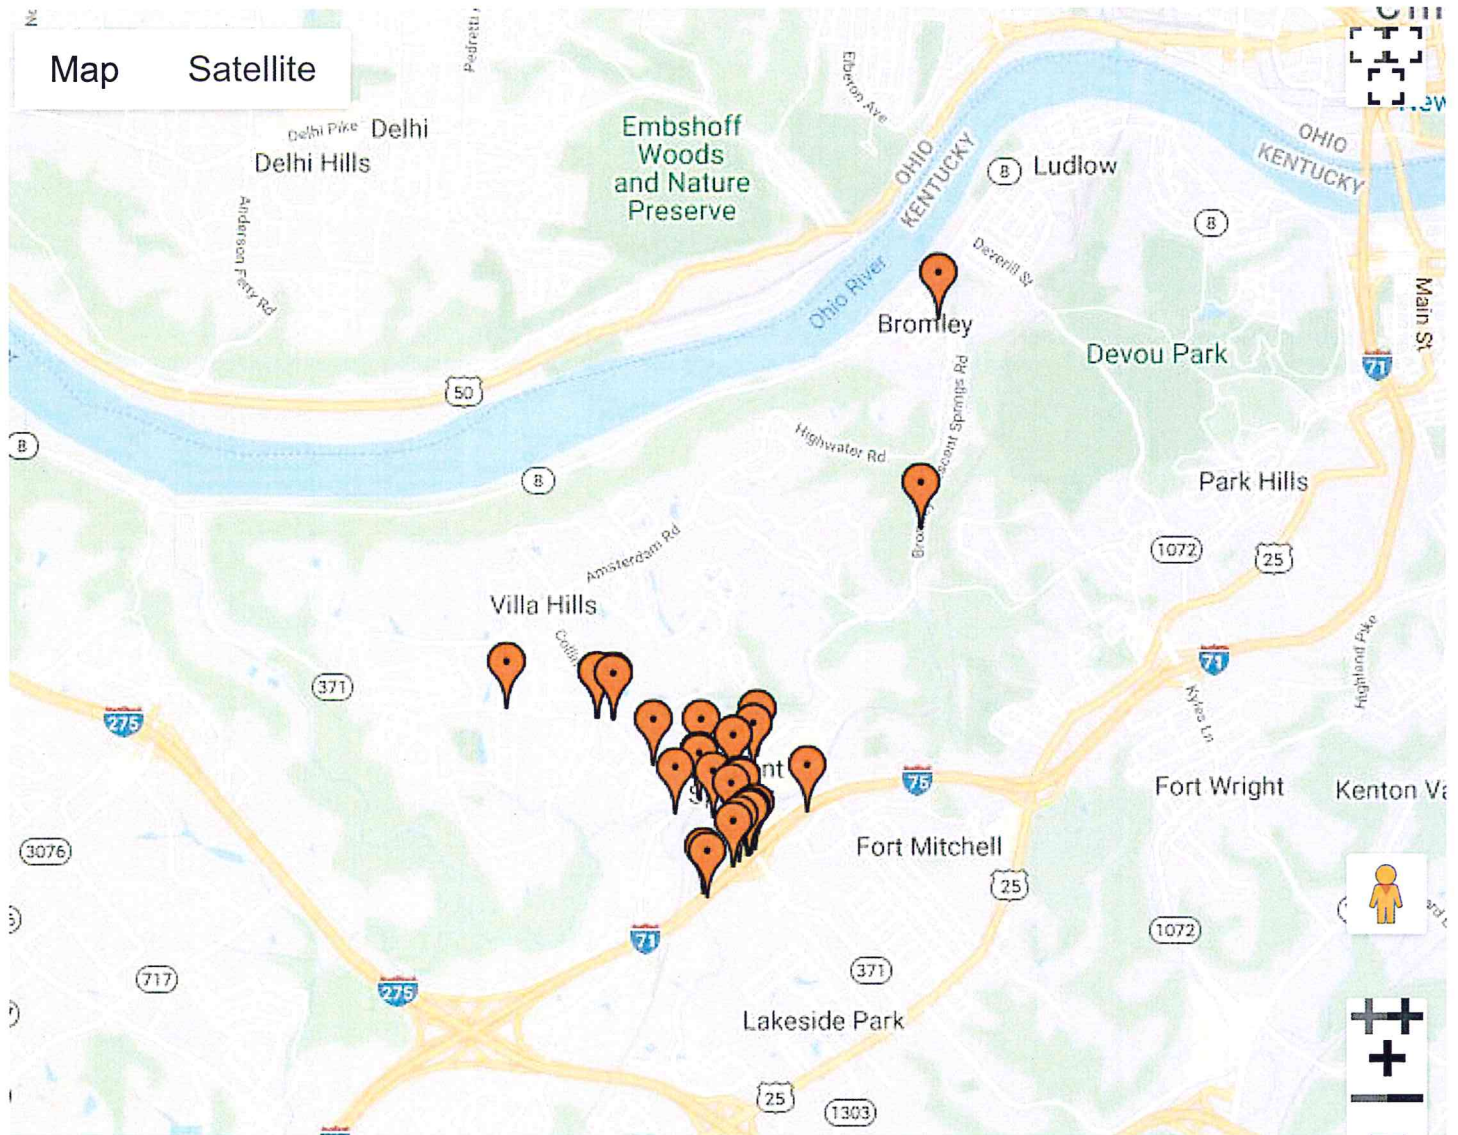 Map
Satellite
Delhi Pike
Delhi
Delhi Hills
Anderson Ferry Rd
Elberon Ave
Embshoff
Woods
and Nature
Preserve
OHIO
KENTUCKY
8
Ludlow
OHIO
KENTUCKY
8
Deverill St
Ohio River
Bromley
Devou Park
Main St
71
50
8
8
Highwater Rd
Park Hills
1072
25
Amsterdam Rd
Villa Hills
371
275
71
Highland Pike
Kyles Ln
75
Fort Wright
Kenton
3076
Fort Mitchell
25
71
1072
717
371
275
Lakeside Park
25
1303